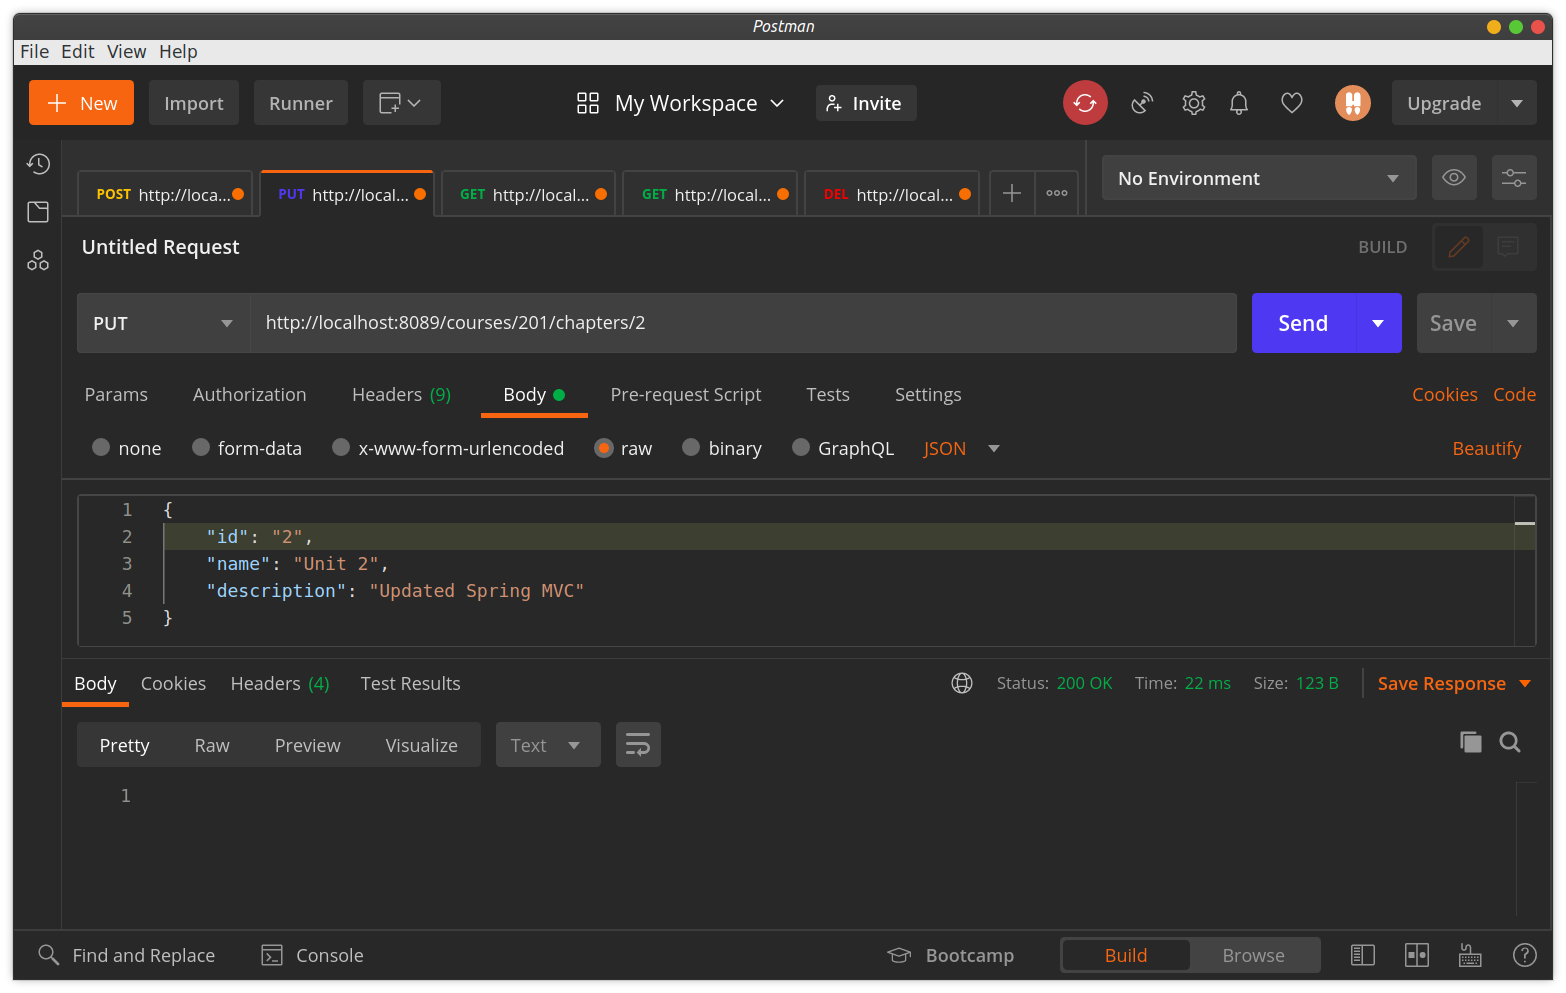 Postman
File Edit View Help
New Import Runner My Workspace Invite Upgrade
POST http://loca... PUT http://local... GET http://local... GET http://local... DEL http://local... No Environment
Untitled Request BUILD
PUT http://localhost:8089/courses/201/chapters/2 Send Save
Params Authorization Headers (9) Body Pre-request Script Tests Settings Cookies Code
none form-data x-www-form-urlencoded raw binary GraphQL JSON Beautify
1 {
2 "id": "2",
3 "name": "Unit 2",
4 "description": "Updated Spring MVC"
5 }
Body Cookies Headers (4) Test Results Status: 200 OK Time: 22 ms Size: 123 B Save Response
Pretty Raw Preview Visualize Text
1
Find and Replace Console Bootcamp Build Browse